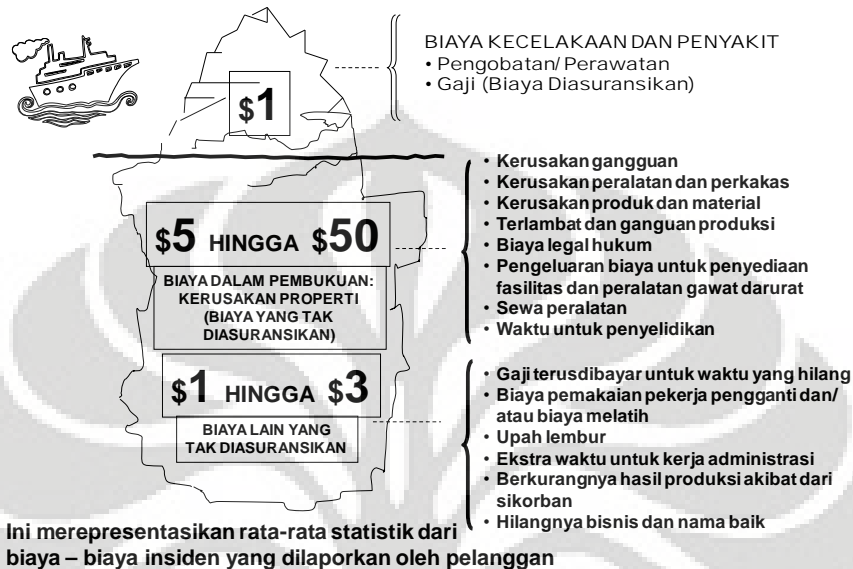 BIAYA KECELAKAAN DAN PENYAKIT
• Pengobatan/ Perawatan
• Gaji (Biaya Diasuransikan)
$1
$5 HINGGA $50
BIAYA DALAM PEMBUKUAN:
KERUSAKAN PROPERTI
(BIAYA YANG TAK
DIASURANSIKAN)
• Kerusakan gangguan
• Kerusakan peralatan dan perkakas
• Kerusakan produk dan material
• Terlambat dan ganguan produksi
• Biaya legal hukum
• Pengeluaran biaya untuk penyediaan
fasilitas dan peralatan gawat darurat
• Sewa peralatan
• Waktu untuk penyelidikan
$1 HINGGA $3
BIAYA LAIN YANG
TAK DIASURANSIKAN
• Gaji terusdibayar untuk waktu yang hilang
• Biaya pemakaian pekerja pengganti dan/
atau biaya melatih
• Upah lembur
• Ekstra waktu untuk kerja administrasi
• Berkurangnya hasil produksi akibat dari
sikorban
• Hilangnya bisnis dan nama baik
Ini merepresentasikan rata-rata statistik dari
biaya – biaya insiden yang dilaporkan oleh pelanggan